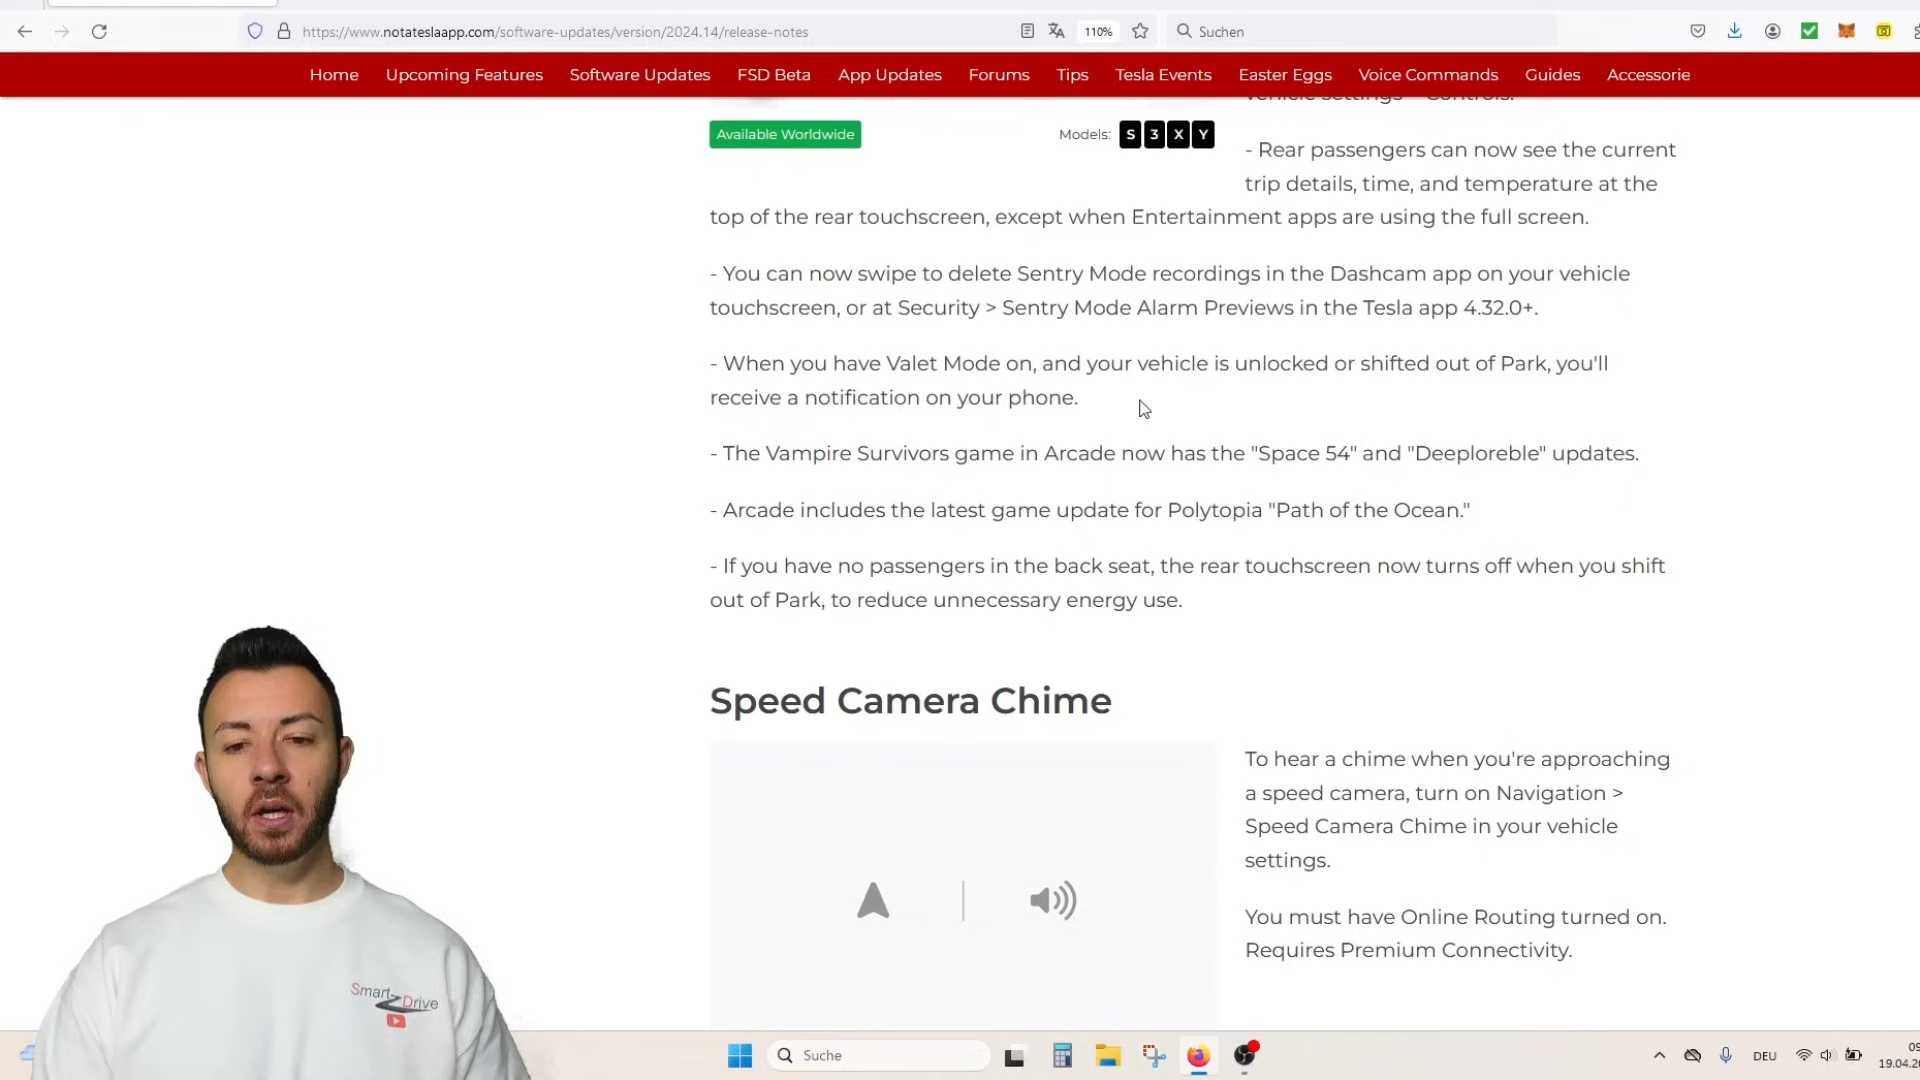 https://www.notateslaapp.com/software-updates/version/2024.14/release-notes
110%
Suchen
Home Upcoming Features Software Updates FSD Beta App Updates Forums Tips Tesla Events Easter Eggs Voice Commands Guides Accessorie
vehicle settings > Controls.
Available Worldwide
Models: S 3 X Y
- Rear passengers can now see the current
trip details, time, and temperature at the
top of the rear touchscreen, except when Entertainment apps are using the full screen.
- You can now swipe to delete Sentry Mode recordings in the Dashcam app on your vehicle
touchscreen, or at Security > Sentry Mode Alarm Previews in the Tesla app 4.32.0+.
- When you have Valet Mode on, and your vehicle is unlocked or shifted out of Park, you'll
receive a notification on your phone.
- The Vampire Survivors game in Arcade now has the "Space 54" and "Deeploreble" updates.
- Arcade includes the latest game update for Polytopia "Path of the Ocean."
- If you have no passengers in the back seat, the rear touchscreen now turns off when you shift
out of Park, to reduce unnecessary energy use.
Speed Camera Chime
To hear a chime when you're approaching
a speed camera, turn on Navigation >
Speed Camera Chime in your vehicle
settings.
You must have Online Routing turned on.
Requires Premium Connectivity.
Smart
Drive
Suche
DEU
09
19.04.2